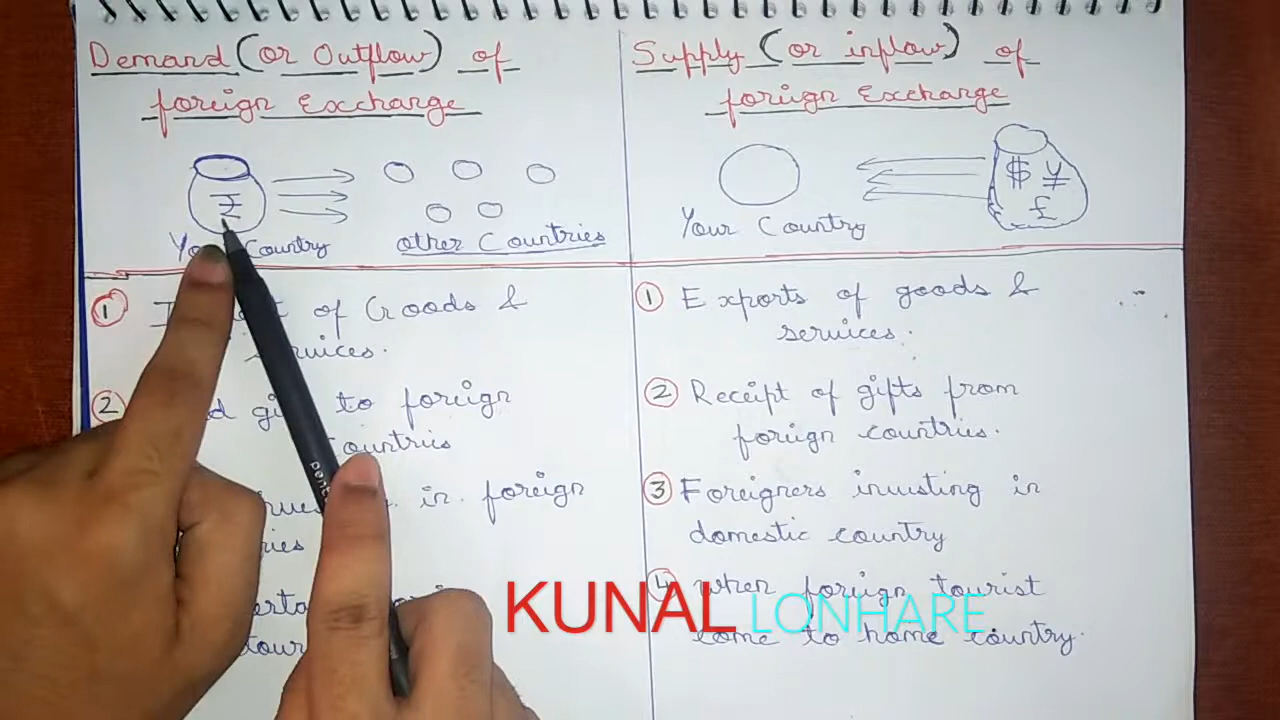 Demand (or Outflow) of
foreign Exchange
₹
Country
other Countries
of Goods &
services.
2
to foreign
Countries
in foreign
Supply (or inflow) of
foreign Exchange
$ ¥
£
Your Country
1 Exports of goods &
services.
2 Receipt of gifts from
foreign countries.
3 Foreigners investing in
domestic country
4 when foreign tourist
come to home country.
1
KUNAL LONHARE